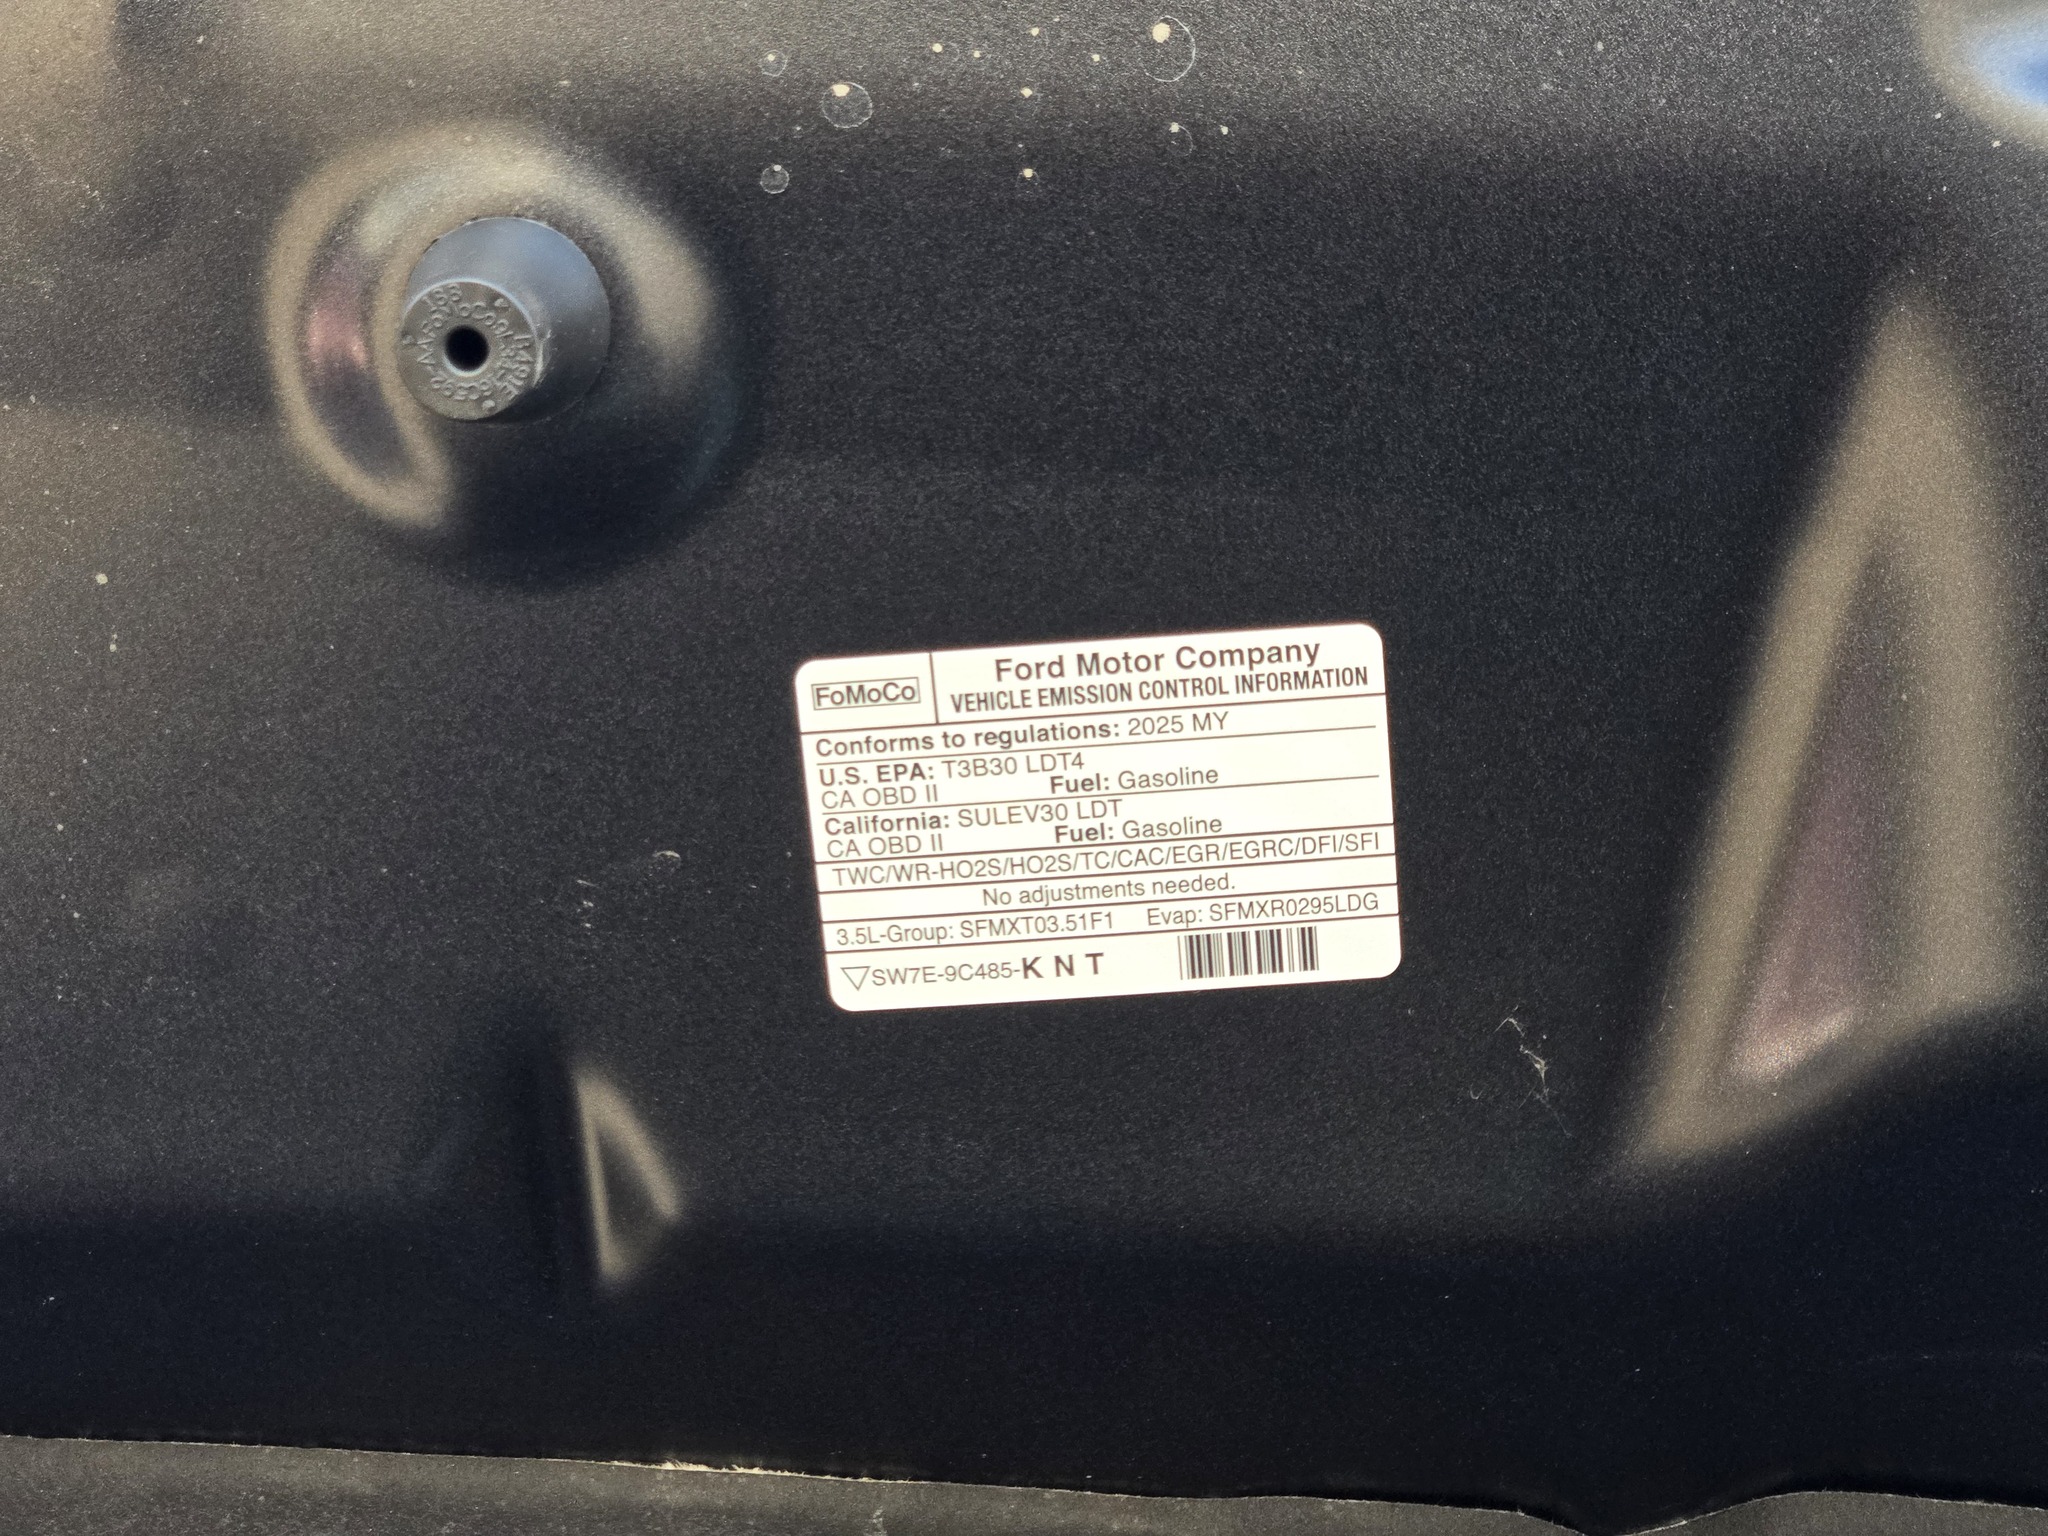 FoMoCo
Ford Motor Company
VEHICLE EMISSION CONTROL INFORMATION
Conforms to regulations: 2025 MY
U.S. EPA: T3B30 LDT4
CA OBD II Fuel: Gasoline
California: SULEV30 LDT
CA OBD II Fuel: Gasoline
TWC/WR-HO2S/HO2S/TC/CAC/EGR/EGRC/DFI/SFI
No adjustments needed.
3.5L-Group: SFMXT03.51F1 Evap: SFMXR0295LDG
SW7E-9C485-K N T